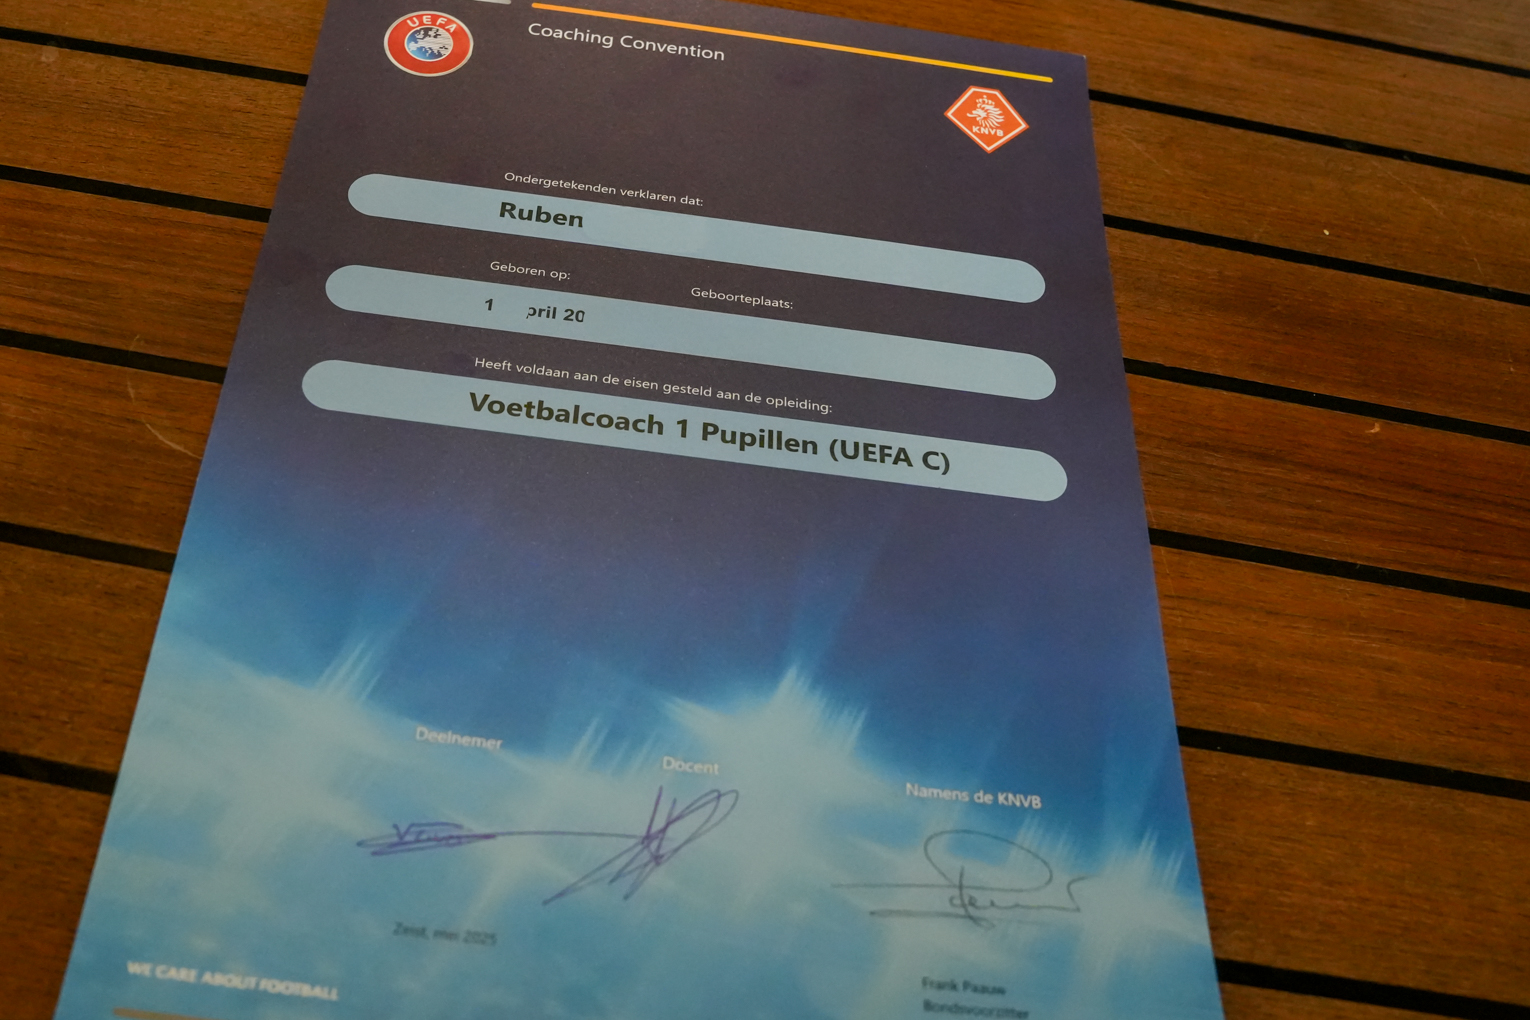 UEFA
Coaching Convention
KNVB
Ondergetekenden verklaren dat:
Ruben
Geboren op:
Geboorteplaats:
1 pril 20
Heeft voldaan aan de eisen gesteld aan de opleiding:
Voetbalcoach 1 Pupillen (UEFA C)
Deelnemer
Docent
Namens de KNVB
Zeist, mei 2025
WE CARE ABOUT FOOTBALL
Frank Paauw
Bondsvoorzitter